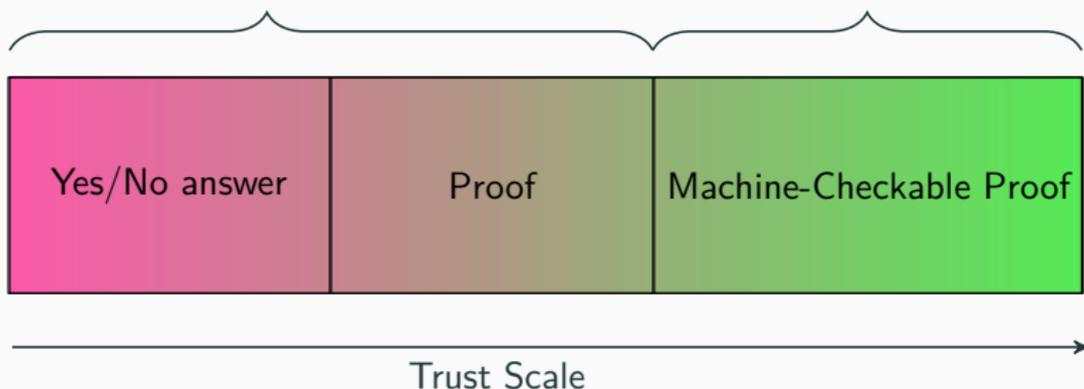 Yes/No answer
Proof
Machine-Checkable Proof
Trust Scale